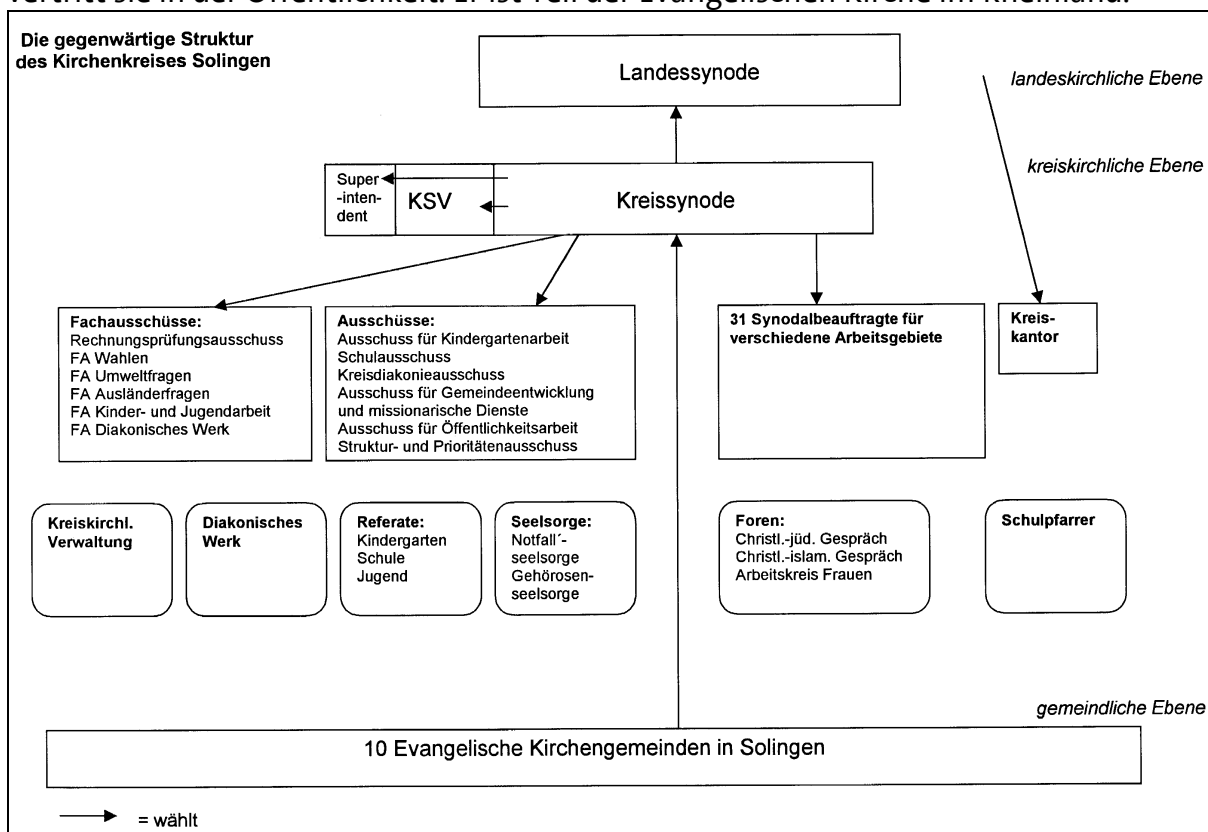 vertritt sie in der Öffentlichkeit. Er ist Teil der Evangelischen Kirche im Rheinland.
Die gegenwärtige Struktur
des Kirchenkreises Solingen
Landessynode
landeskirchliche Ebene
kreiskirchliche Ebene
Super
-inten-
dent
KSV
Kreissynode
Fachausschüsse:
Rechnungsprüfungsausschuss
FA Wahlen
FA Umweltfragen
FA Ausländerfragen
FA Kinder- und Jugendarbeit
FA Diakonisches Werk
Ausschüsse:
Ausschuss für Kindergartenarbeit
Schulausschuss
Kreisdiakonieausschuss
Ausschuss für Gemeindeentwicklung
und missionarische Dienste
Ausschuss für Öffentlichkeitsarbeit
Struktur- und Prioritätenausschuss
31 Synodalbeauftragte für
verschiedene Arbeitsgebiete
Kreis-
kantor
Kreiskirchl.
Verwaltung
Diakonisches
Werk
Referate:
Kindergarten
Schule
Jugend
Seelsorge:
Notfall´-
seelsorge
Gehörosen-
seelsorge
Foren:
Christl.-jüd. Gespräch
Christl.-islam. Gespräch
Arbeitskreis Frauen
Schulpfarrer
gemeindliche Ebene
10 Evangelische Kirchengemeinden in Solingen
= wählt